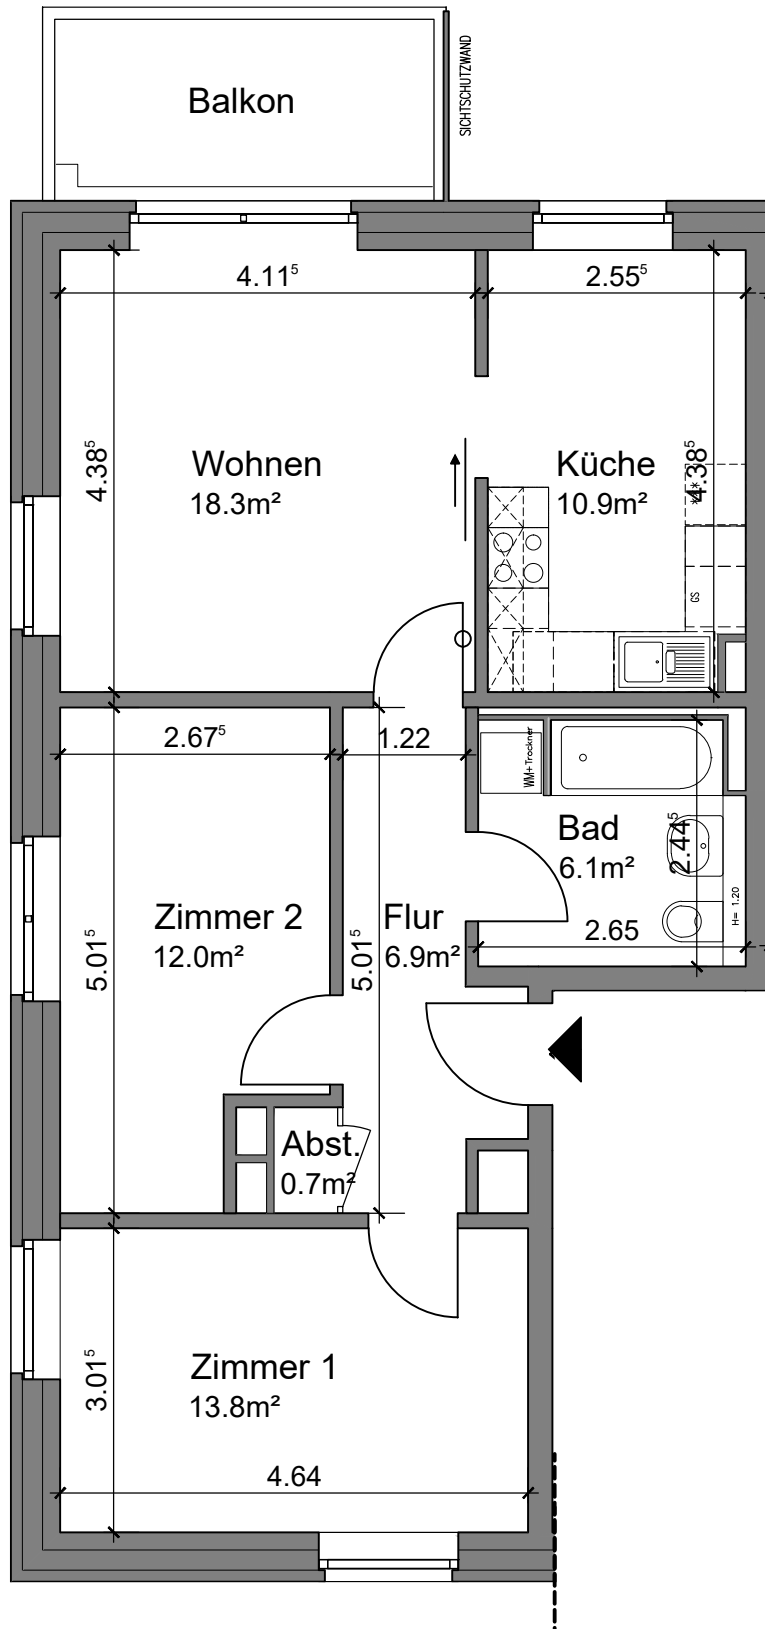 Balkon
SICHTSCHUTZWAND
4.11⁵
2.55⁵
4.38⁵
Wohnen
18.3m²
Küche
10.9m²
4.38⁵
**
GS
2.67⁵
1.22
WM+Trockner
Bad
6.1m²
2.44⁵
H= 1.20
2.65
Zimmer 2
12.0m²
5.01⁵
Flur
6.9m²
5.01⁵
Abst.
0.7m²
Zimmer 1
13.8m²
3.01⁵
4.64